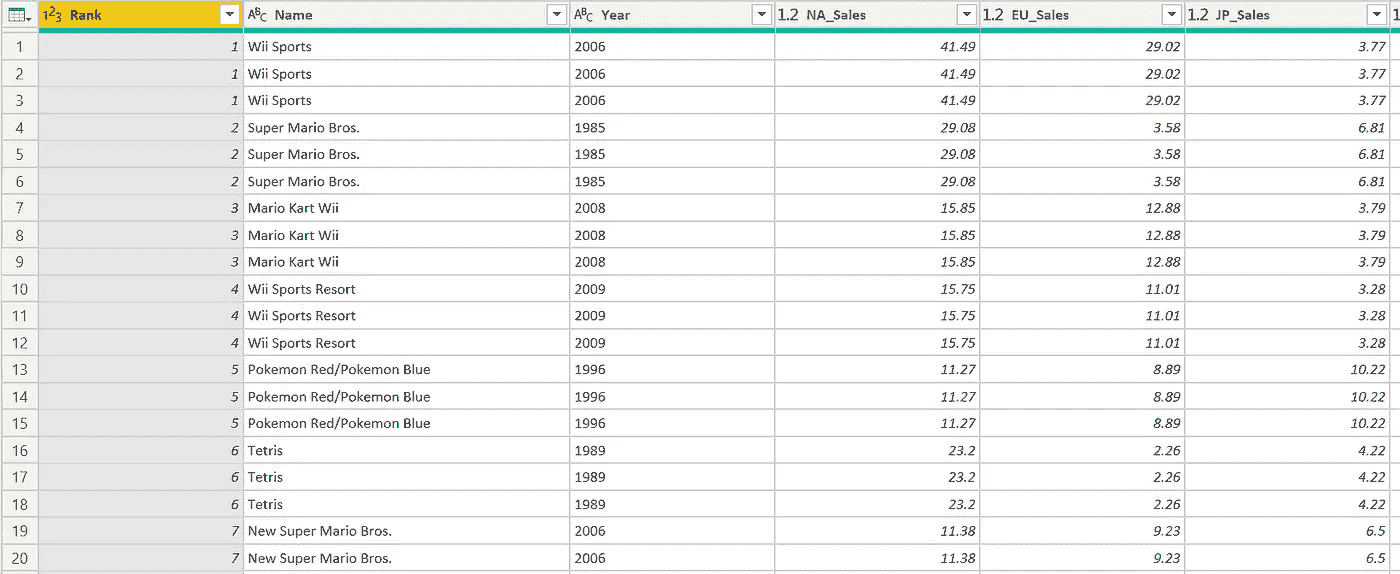 1²3 Rank ABC Name ABC Year 1.2 NA_Sales 1.2 EU_Sales 1.2 JP_Sales 1
1 1 Wii Sports 2006 41.49 29.02 3.77
2 1 Wii Sports 2006 41.49 29.02 3.77
3 1 Wii Sports 2006 41.49 29.02 3.77
4 2 Super Mario Bros. 1985 29.08 3.58 6.81
5 2 Super Mario Bros. 1985 29.08 3.58 6.81
6 2 Super Mario Bros. 1985 29.08 3.58 6.81
7 3 Mario Kart Wii 2008 15.85 12.88 3.79
8 3 Mario Kart Wii 2008 15.85 12.88 3.79
9 3 Mario Kart Wii 2008 15.85 12.88 3.79
10 4 Wii Sports Resort 2009 15.75 11.01 3.28
11 4 Wii Sports Resort 2009 15.75 11.01 3.28
12 4 Wii Sports Resort 2009 15.75 11.01 3.28
13 5 Pokemon Red/Pokemon Blue 1996 11.27 8.89 10.22
14 5 Pokemon Red/Pokemon Blue 1996 11.27 8.89 10.22
15 5 Pokemon Red/Pokemon Blue 1996 11.27 8.89 10.22
16 6 Tetris 1989 23.2 2.26 4.22
17 6 Tetris 1989 23.2 2.26 4.22
18 6 Tetris 1989 23.2 2.26 4.22
19 7 New Super Mario Bros. 2006 11.38 9.23 6.5
20 7 New Super Mario Bros. 2006 11.38 9.23 6.5